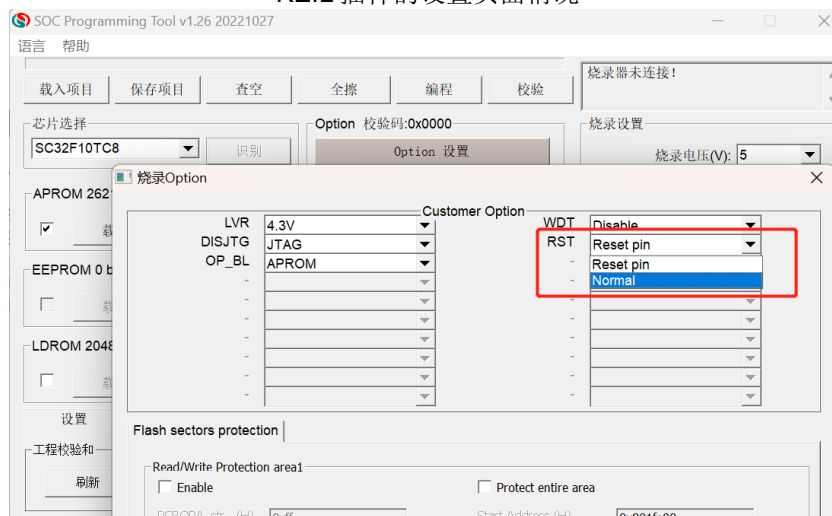 SOC Programming Tool v1.26 20221027
语言 帮助
载入项目 保存项目 查空 全擦 编程 校验
烧录器未连接!
芯片选择
SC32F10TC8 识别
Option 校验码:0x0000
Option 设置
烧录设置
烧录电压(V): 5
烧录Option
APROM 262
EEPROM 0 b
LDROM 2048
设置
工程校验和
刷新
Customer Option
LVR 4.3V WDT Disable
DISJTG JTAG RST Reset pin
OP_BL APROM - Reset pin
- - Normal
- -
- -
- -
- -
- -
Flash sectors protection
Read/Write Protection area1
Enable Protect entire area